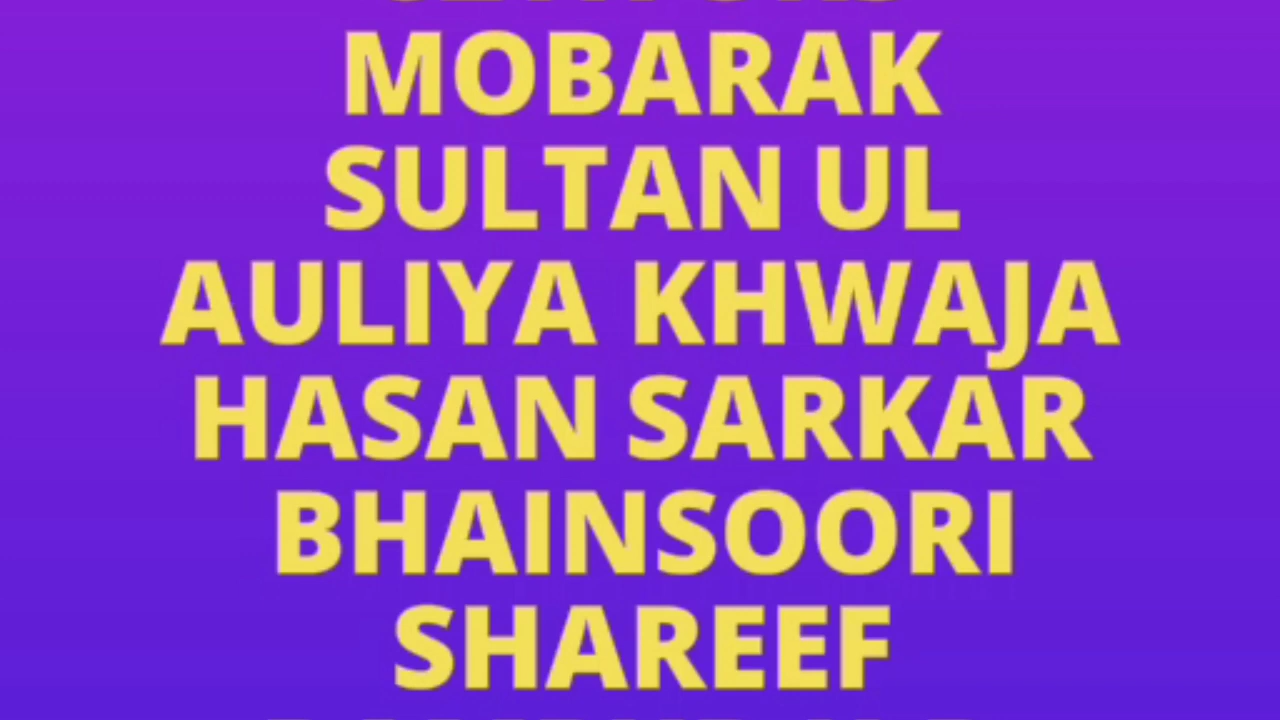 MOBARAK
SULTAN UL
AULIYA KHWAJA
HASAN SARKAR
BHAINSOORI
SHAREEF